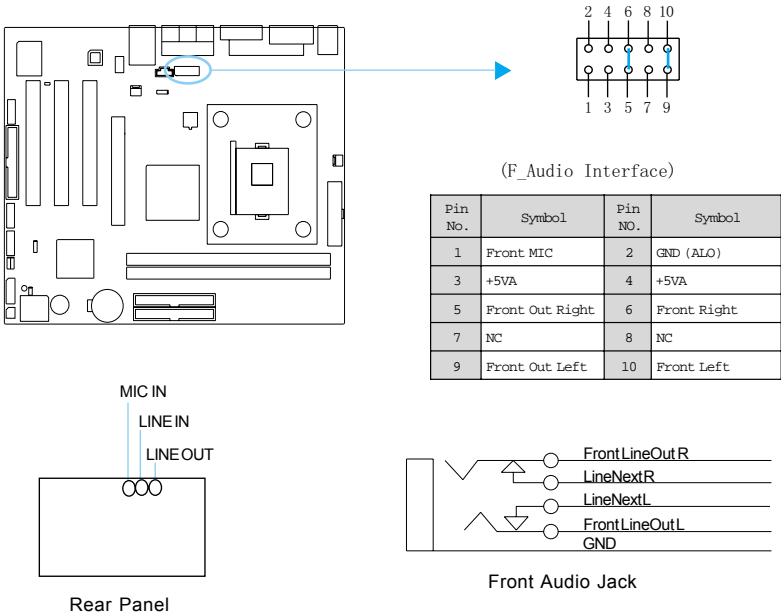 2 4 6 8 10
1 3 5 7 9
(F_Audio Interface)
Pin No. Symbol Pin NO. Symbol
1 Front MIC 2 GND (ALO)
3 +5VA 4 +5VA
5 Front Out Right 6 Front Right
7 NC 8 NC
9 Front Out Left 10 Front Left
MIC IN
LINE IN
LINE OUT
Rear Panel
FrontLineOut R
LineNextR
LineNextL
FrontLineOutL
GND
Front Audio Jack